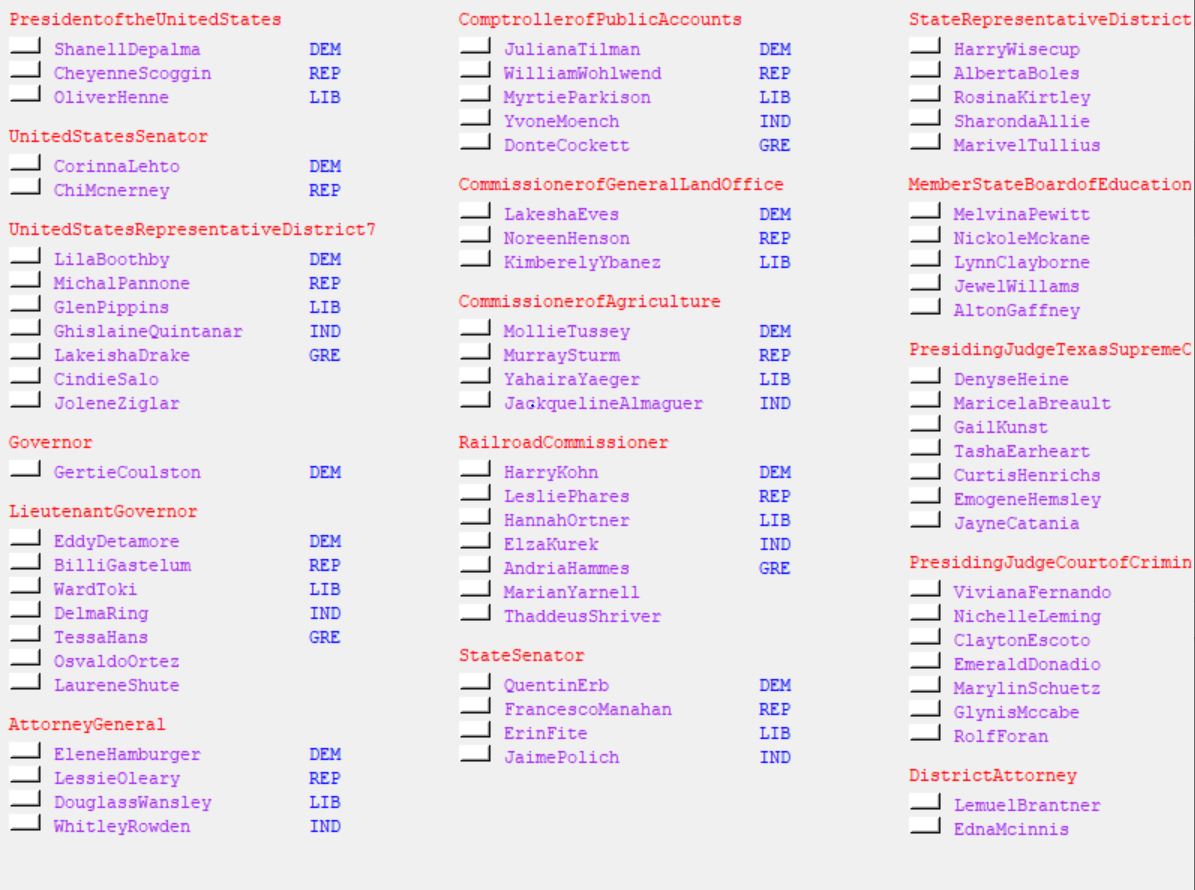 PresidentoftheUnitedStates
ShanellDepalma DEM
CheyenneScoggin REP
OliverHenne LIB
UnitedStatesSenator
CorinnaLehto DEM
ChiMcnerney REP
UnitedStatesRepresentativeDistrict7
LilaBoothby DEM
MichalPannone REP
GlenPippins LIB
GhislaineQuintanar IND
LakeishaDrake GRE
CindieSalo
JoleneZiglar
Governor
GertieCoulston DEM
LieutenantGovernor
EddyDetamore DEM
BilliGastelum REP
WardToki LIB
DelmaRing IND
TessaHans GRE
OsvaldoOrtez
LaureneShute
AttorneyGeneral
EleneHamburger DEM
LessieOleary REP
DouglassWansley LIB
WhitleyRowden IND
ComptrollerofPublicAccounts
JulianaTilman DEM
WilliamWohlwend REP
MyrtieParkison LIB
YvoneMoench IND
DonteCockett GRE
CommissionerofGeneralLandOffice
LakeshaEves DEM
NoreenHenson REP
KimberelyYbanez LIB
CommissionerofAgriculture
MollieTussey DEM
MurraySturm REP
YahairaYaeger LIB
JackquelineAlmaguer IND
RailroadCommissioner
HarryKohn DEM
LesliePhares REP
HannahOrtner LIB
ElzaKurek IND
AndriaHammes GRE
MarianYarnell
ThaddeusShriver
StateSenator
QuentinErb DEM
FrancescoManahan REP
ErinFite LIB
JaimePolich IND
StateRepresentativeDistrict
HarryWisecup
AlbertaBoles
RosinaKirtley
SharondaAllie
MarivelTullius
MemberStateBoardofEducation
MelvinaPewitt
NickoleMckane
LynnClayborne
JewelWillams
AltonGaffney
PresidingJudgeTexasSupremeC
DenyseHeine
MaricelaBreault
GailKunst
TashaEarheart
CurtisHenrichs
EmogeneHemsley
JayneCatania
PresidingJudgeCourtofCrimin
VivianaFernando
NichelleLeming
ClaytonEscoto
EmeraldDonadio
MarylinSchuetz
GlynisMccabe
RolfForan
DistrictAttorney
LemuelBrantner
EdnaMcinnis